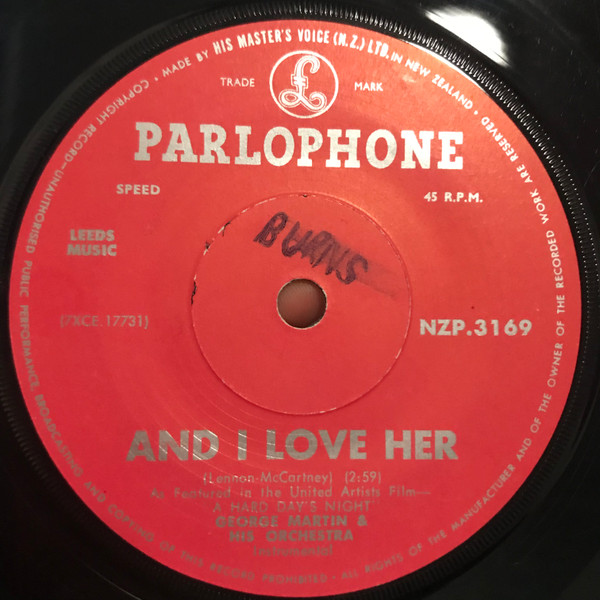 COPYRIGHT RECORD—UNAUTHORISED PUBLIC PERFORMANCE, BROADCASTING AND COPYING OF THIS RECORD PROHIBITED · ALL RIGHTS OF THE MANUFACTURER AND OF THE OWNER OF THE RECORDED WORK ARE RESERVED ·
MADE BY HIS MASTER'S VOICE (N.Z.) LTD. IN NEW ZEALAND
TRADE £ MARK
PARLOPHONE
SPEED 45 R.P.M.
LEEDS
MUSIC
BURNS
(7XCE.17731) NZP.3169
AND I LOVE HER
(Lennon-McCartney) (2:59)
As Featured in the United Artists Film—
"A HARD DAY'S NIGHT"
GEORGE MARTIN &
HIS ORCHESTRA
(Instrumental)